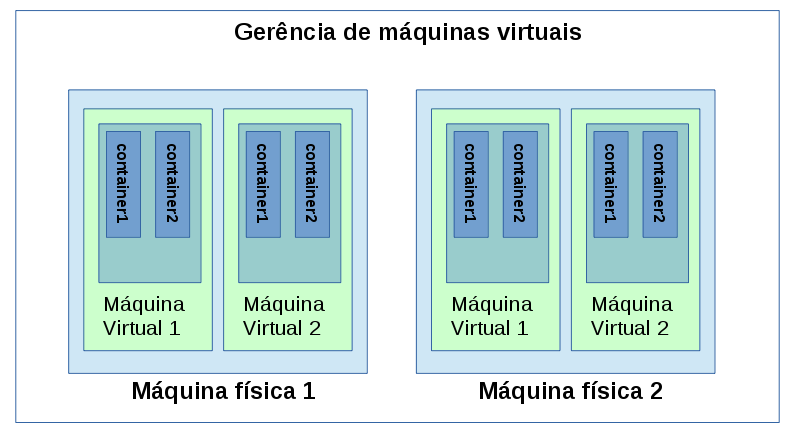 Gerência de máquinas virtuais
container1
container2
container1
container2
container1
container2
container1
container2
Máquina
Virtual 1
Máquina
Virtual 2
Máquina
Virtual 1
Máquina
Virtual 2
Máquina física 1
Máquina física 2